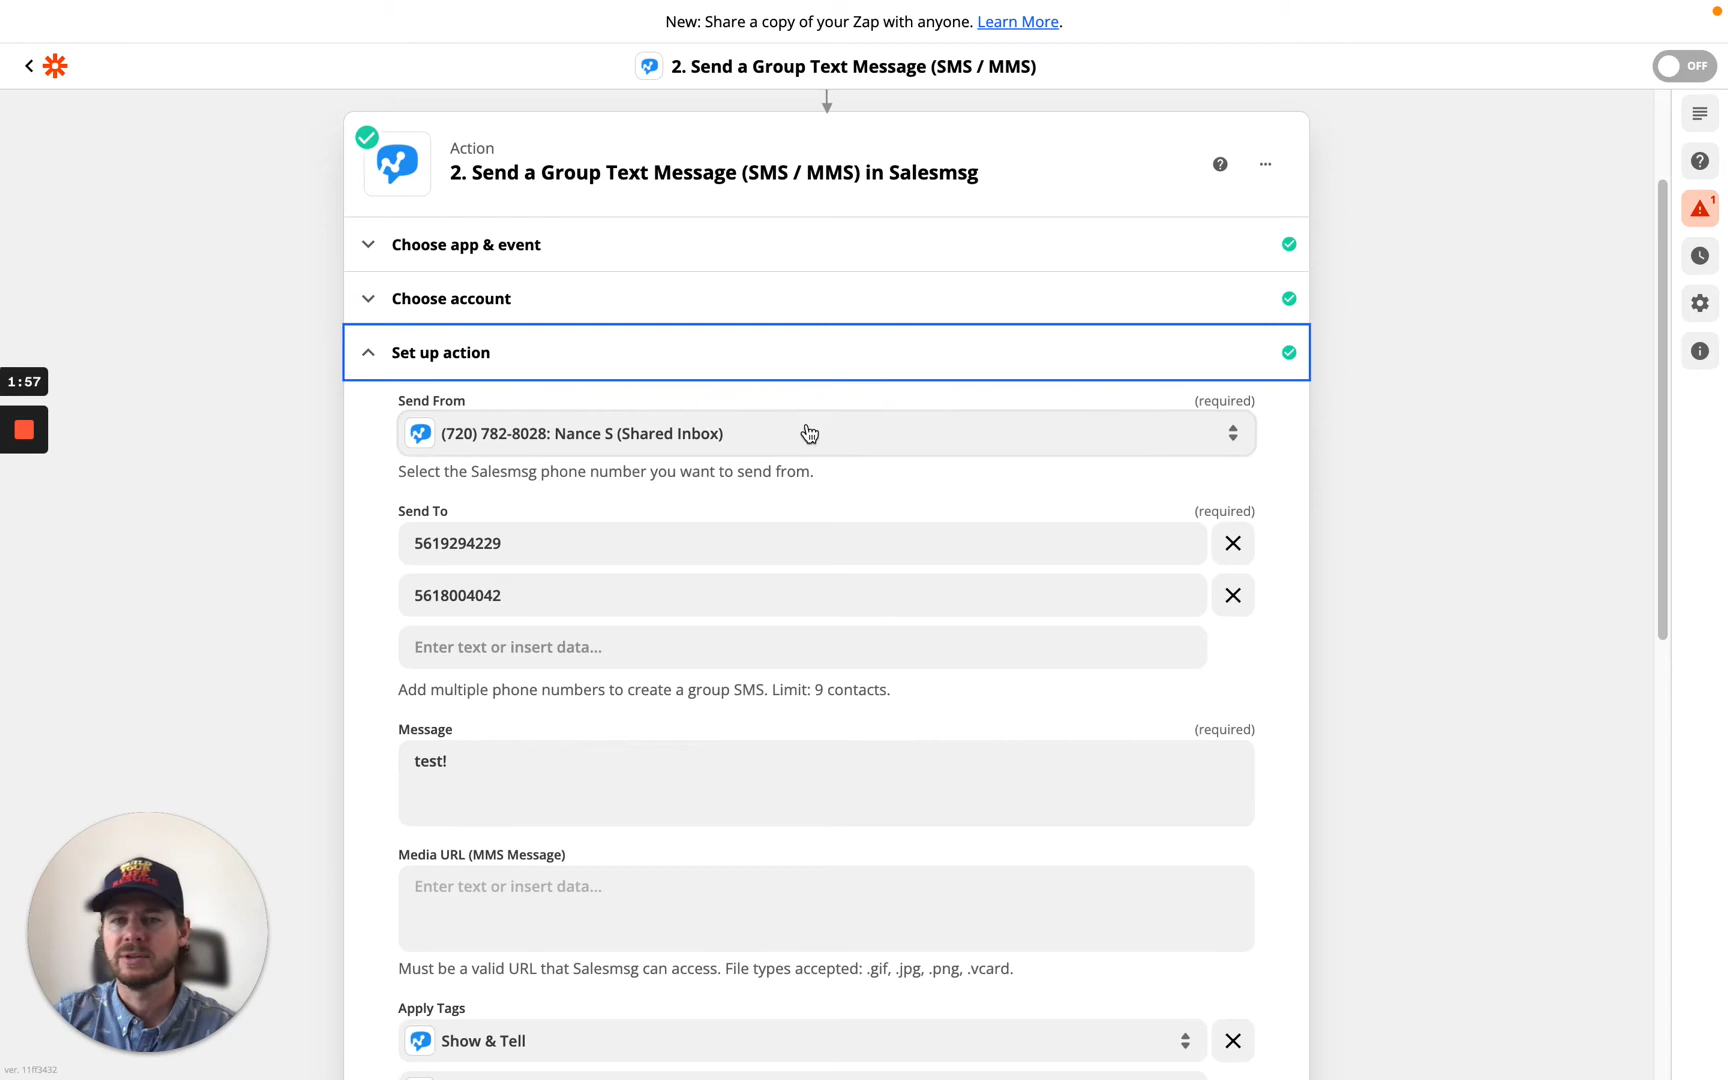 New: Share a copy of your Zap with anyone. Learn More.
2. Send a Group Text Message (SMS / MMS)
OFF
Action
2. Send a Group Text Message (SMS / MMS) in Salesmsg
1
Choose app & event
Choose account
Set up action
1:57
Send From (required)
(720) 782-8028: Nance S (Shared Inbox)
Select the Salesmsg phone number you want to send from.
Send To (required)
5619294229
5618004042
Enter text or insert data...
Add multiple phone numbers to create a group SMS. Limit: 9 contacts.
Message (required)
test!
Media URL (MMS Message)
Enter text or insert data...
BUILD
YOUR
LIFE
RESUME
Must be a valid URL that Salesmsg can access. File types accepted: .gif, .jpg, .png, .vcard.
Apply Tags
Show & Tell
ver. 11ff3432